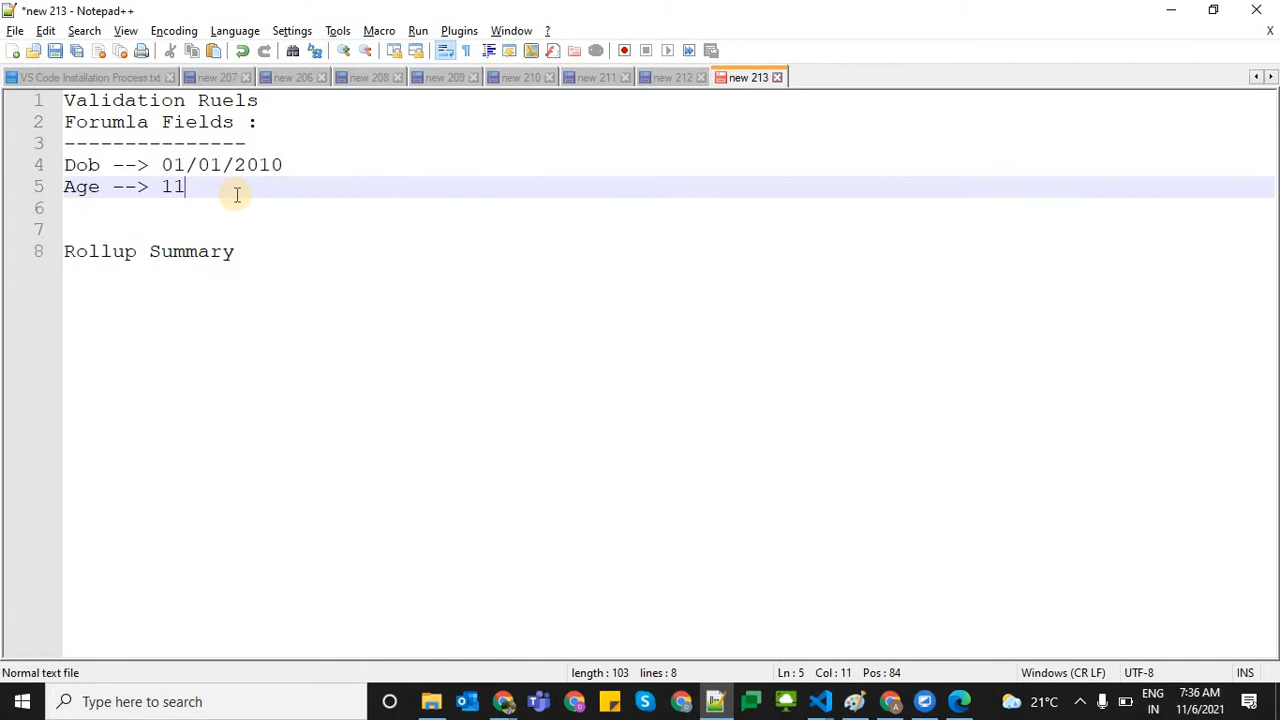 *new 213 - Notepad++
File Edit Search View Encoding Language Settings Tools Macro Run Plugins Window ? X
VS Code Installation Process.txt new 207 new 206 new 208 new 209 new 210 new 211 new 212 new 213
1 Validation Ruels
2 Forumla Fields :
3 ---------------
4 Dob --> 01/01/2010
5 Age --> 11
6
7
8 Rollup Summary
Normal text file length : 103 lines : 8 Ln : 5 Col : 11 Pos : 84 Windows (CR LF) UTF-8 INS
Type here to search 21°C ENG 7:36 AM
IN 11/6/2021